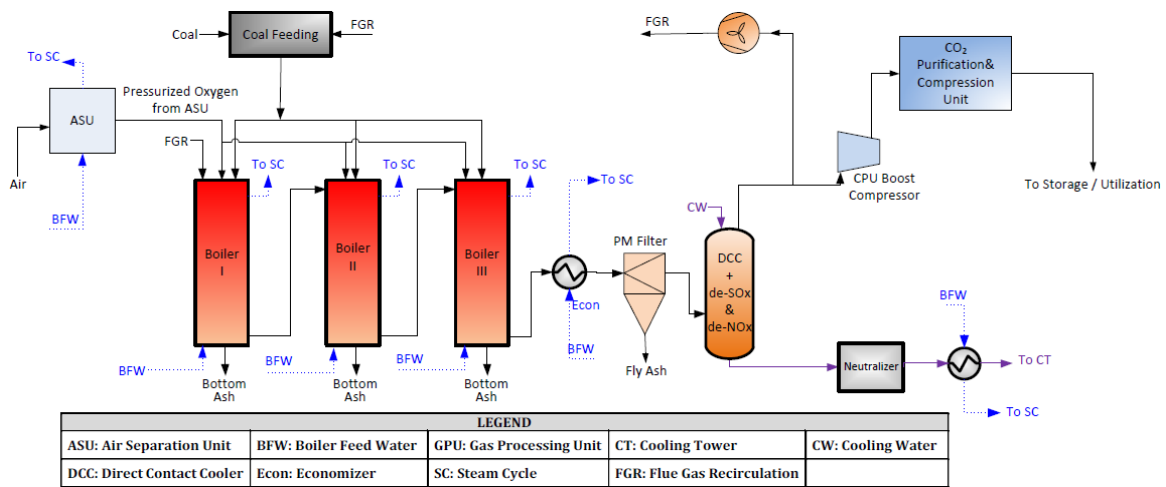 FGR
Coal
Coal Feeding
FGR
CO₂
Purification&
Compression
Unit
To SC
Pressurized Oxygen
from ASU
ASU
FGR
Air
BFW
To SC
To SC
To SC
To SC
CPU Boost
Compressor
To Storage / Utilization
CW
PM Filter
Boiler
I
Boiler
II
Boiler
III
DCC
+
de-SOx
&
de-NOx
Econ
BFW
BFW
BFW
BFW
BFW
Fly Ash
Neutralizer
To CT
To SC
Bottom
Ash
Bottom
Ash
Bottom
Ash
LEGEND
ASU: Air Separation Unit BFW: Boiler Feed Water GPU: Gas Processing Unit CT: Cooling Tower CW: Cooling Water
DCC: Direct Contact Cooler Econ: Economizer SC: Steam Cycle FGR: Flue Gas Recirculation